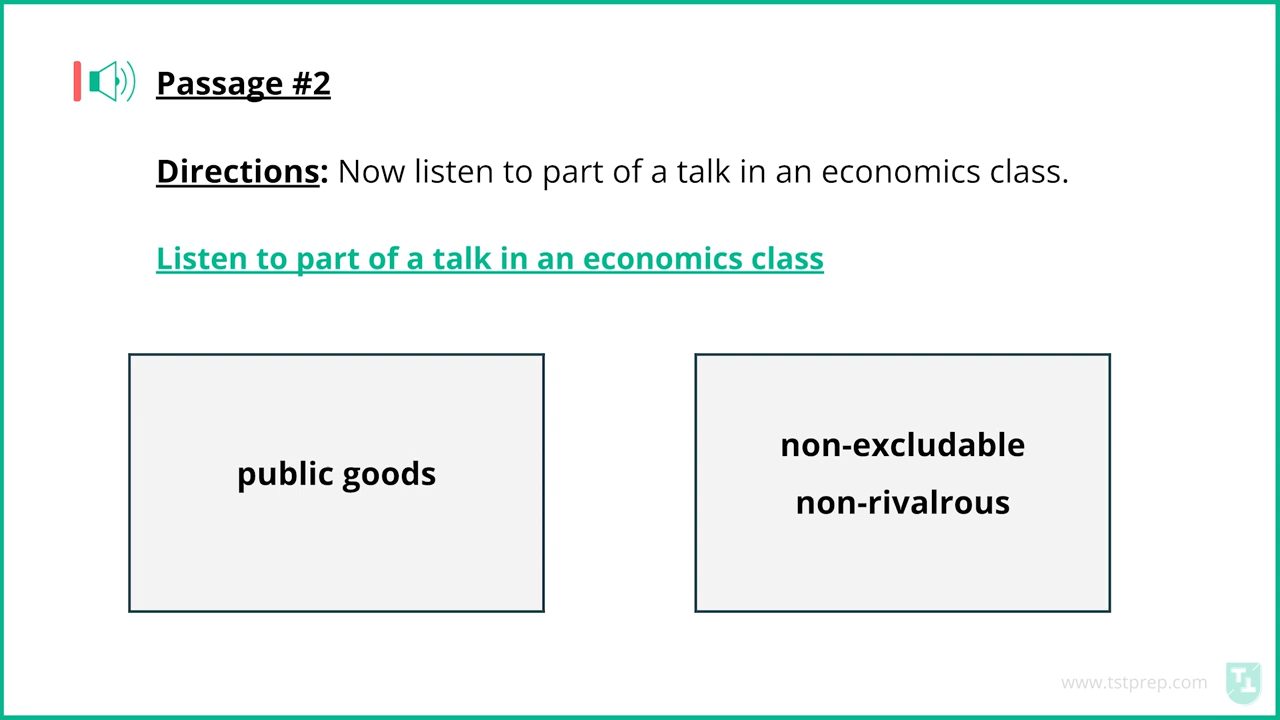 Passage #2
Directions: Now listen to part of a talk in an economics class.
Listen to part of a talk in an economics class
public goods
non-excludable
non-rivalrous
www.tstprep.com